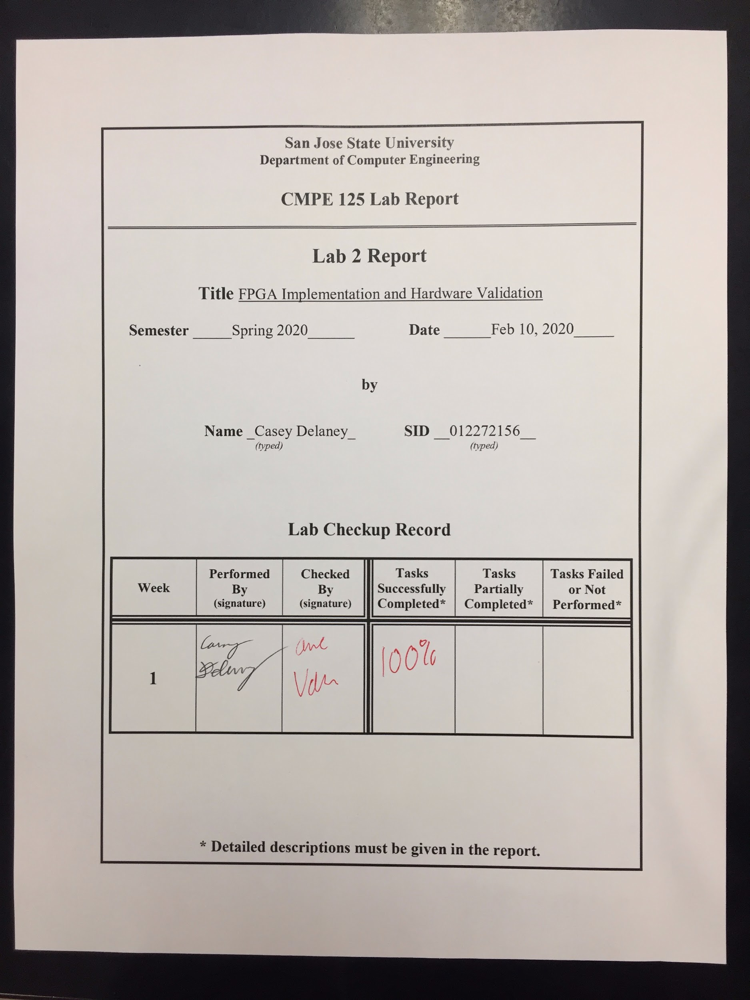 San Jose State University
Department of Computer Engineering
CMPE 125 Lab Report
Lab 2 Report
Title FPGA Implementation and Hardware Validation
Semester _____Spring 2020______ Date ______Feb 10, 2020_____
by
Name _Casey Delaney_ SID __012272156__
(typed) (typed)
Lab Checkup Record
Week
Performed
By
(signature)
Checked
By
(signature)
Tasks
Successfully
Completed*
Tasks
Partially
Completed*
Tasks Failed
or Not
Performed*
1
100%
* Detailed descriptions must be given in the report.